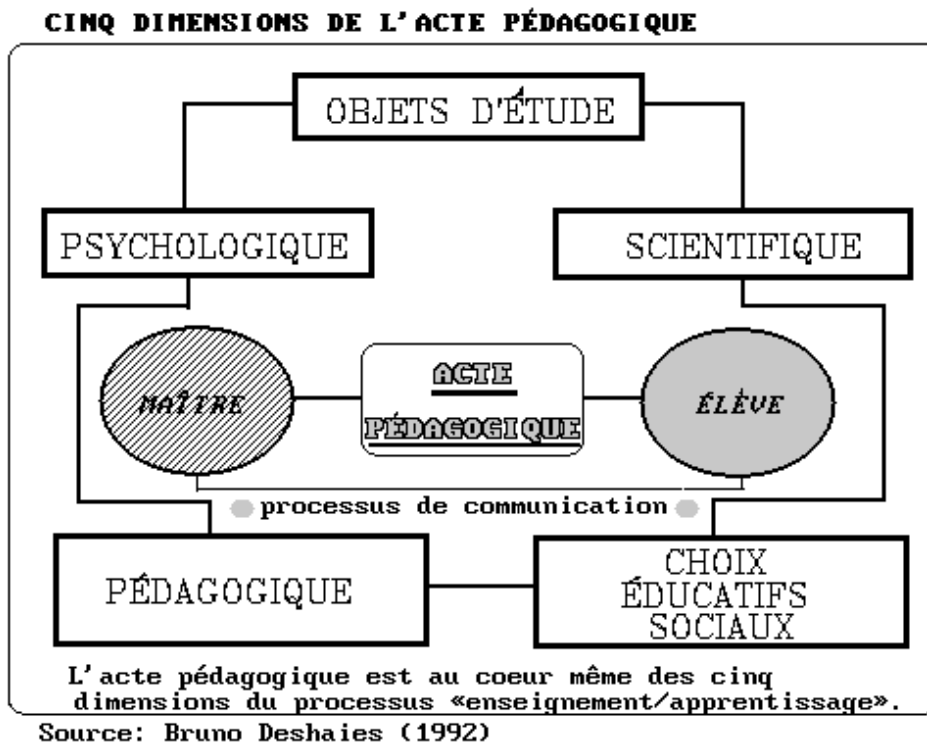 CINQ DIMENSIONS DE L'ACTE PÉDAGOGIQUE
OBJETS D'ÉTUDE
PSYCHOLOGIQUE
SCIENTIFIQUE
MAÎTRE
ACTE
PÉDAGOGIQUE
ÉLÈVE
processus de communication
PÉDAGOGIQUE
CHOIX
ÉDUCATIFS
SOCIAUX
L'acte pédagogique est au coeur même des cinq
dimensions du processus «enseignement/apprentissage».
Source: Bruno Deshaies (1992)